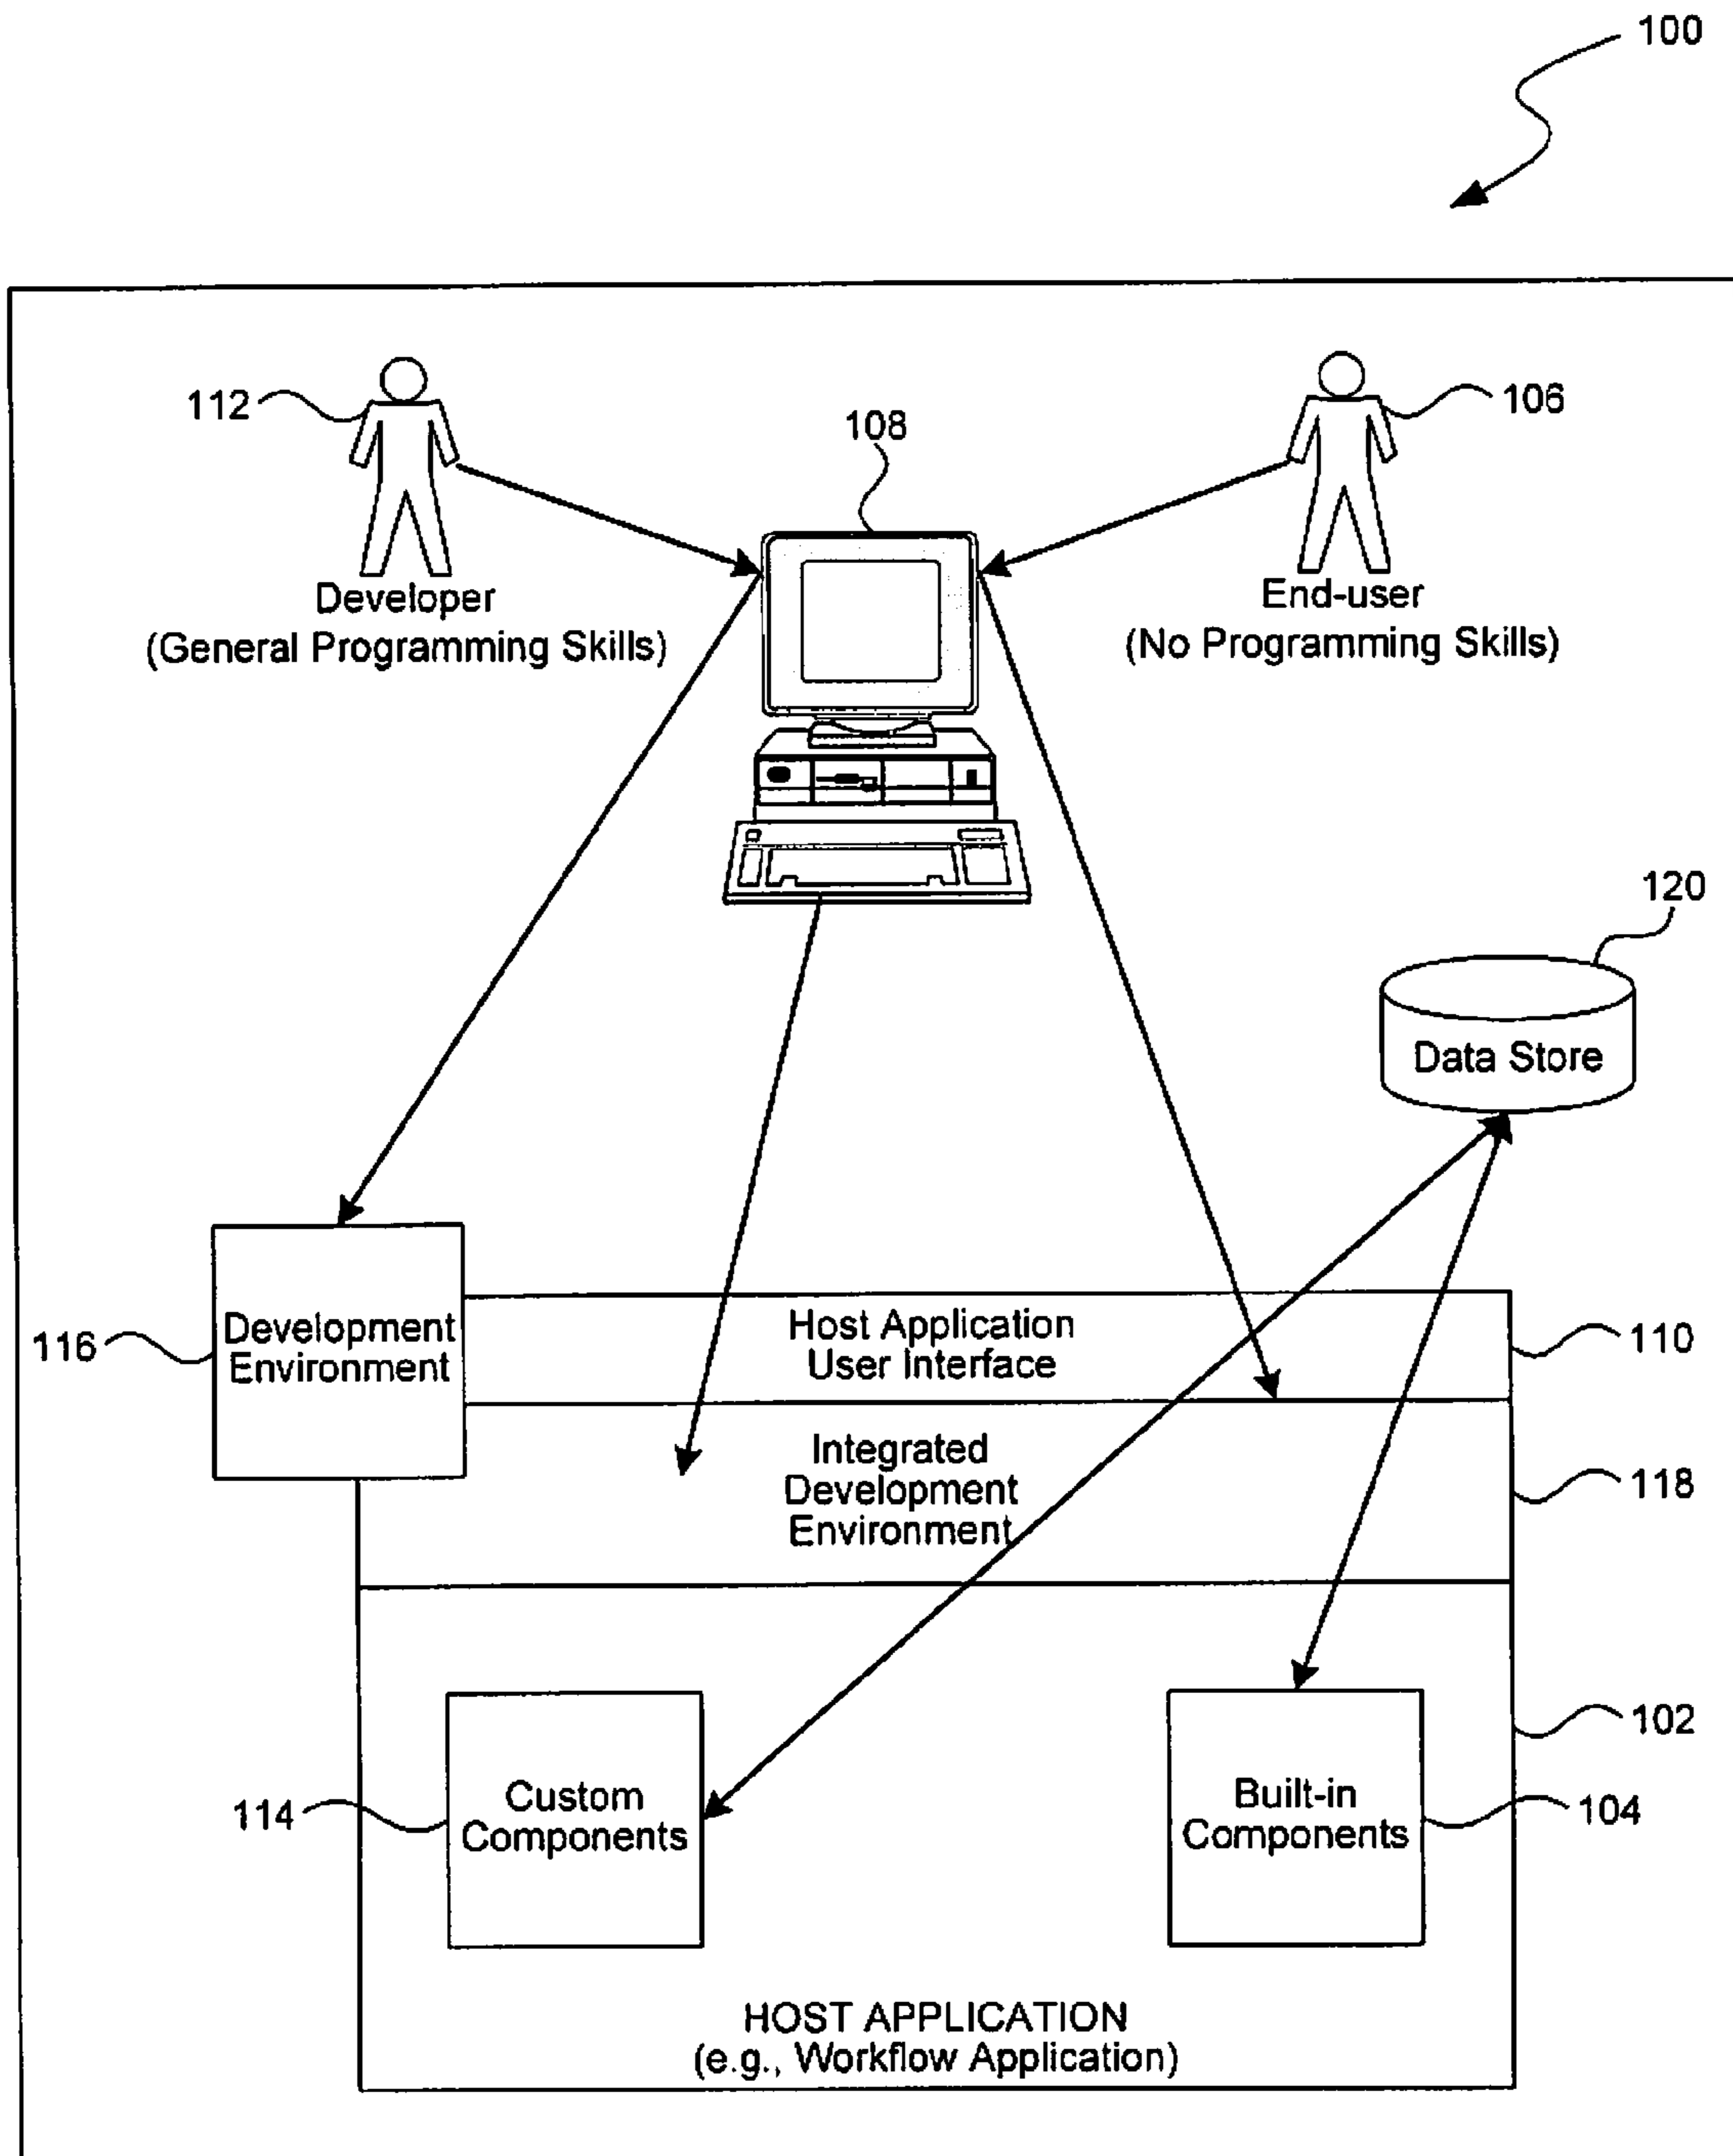 100
112
106
108
Developer
(General Programming Skills)
End-user
(No Programming Skills)
120
Data Store
116
Development
Environment
Host Application
User Interface
110
Integrated
Development
Environment
118
102
114
Custom
Components
Built-in
Components
104
HOST APPLICATION
(e.g., Workflow Application)